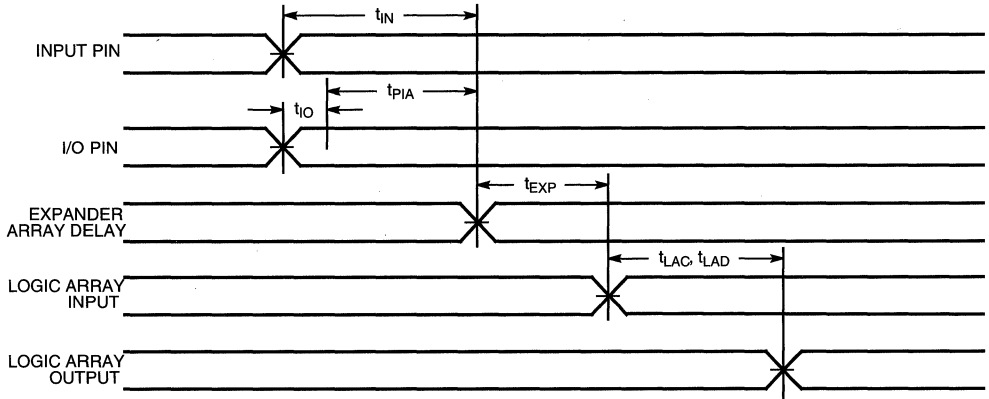 tIN
INPUT PIN
tPIA
tIO
I/O PIN
tEXP
EXPANDER
ARRAY DELAY
tLAC, tLAD
LOGIC ARRAY
INPUT
LOGIC ARRAY
OUTPUT